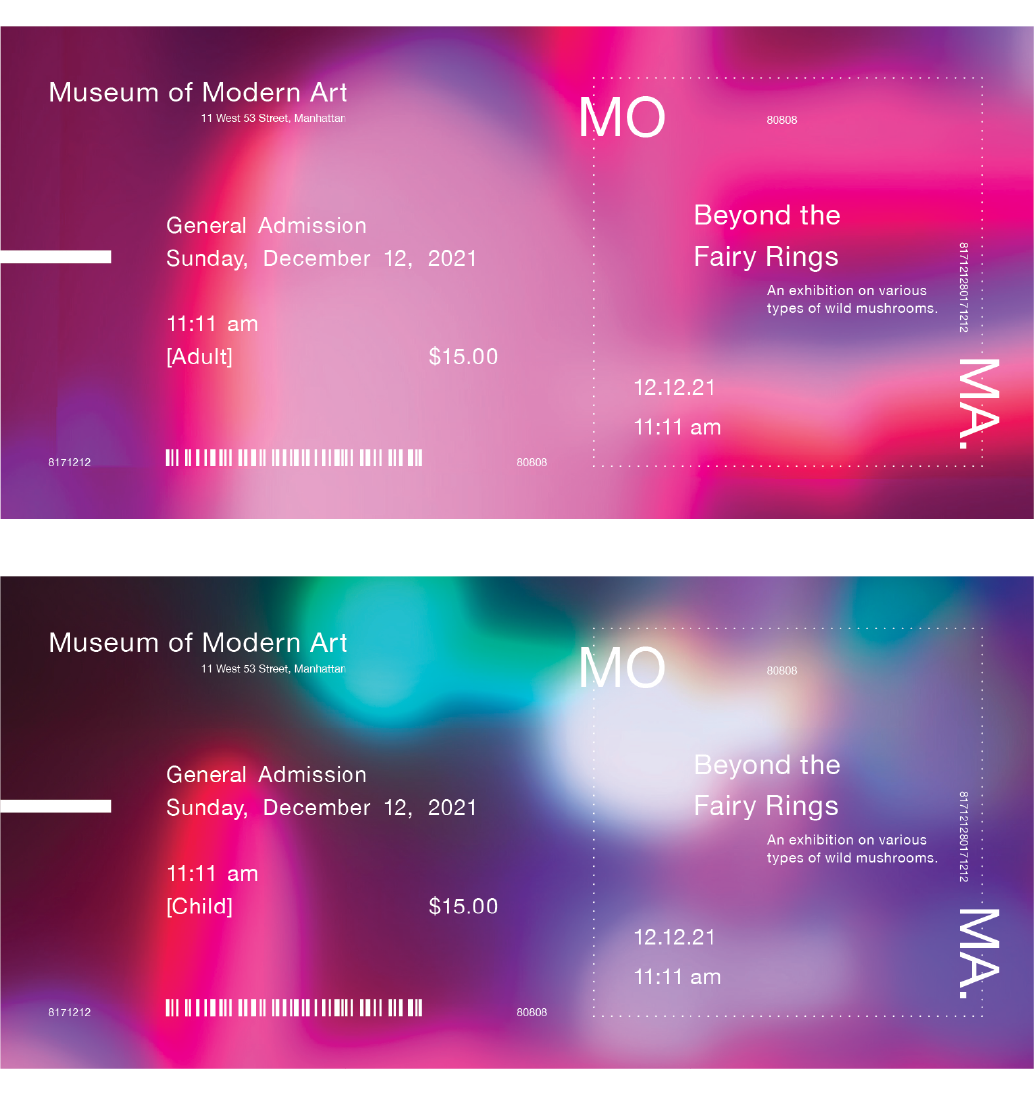 Museum of Modern Art
11 West 53 Street, Manhattan
General Admission
Sunday, December 12, 2021
11:11 am
[Adult] $15.00
8171212
80808
MO
80808
Beyond the
Fairy Rings
An exhibition on various
types of wild mushrooms.
12.12.21
11:11 am
817121280171212
MA.
Museum of Modern Art
11 West 53 Street, Manhattan
General Admission
Sunday, December 12, 2021
11:11 am
[Child] $15.00
8171212
80808
MO
80808
Beyond the
Fairy Rings
An exhibition on various
types of wild mushrooms.
12.12.21
11:11 am
817121280171212
MA.